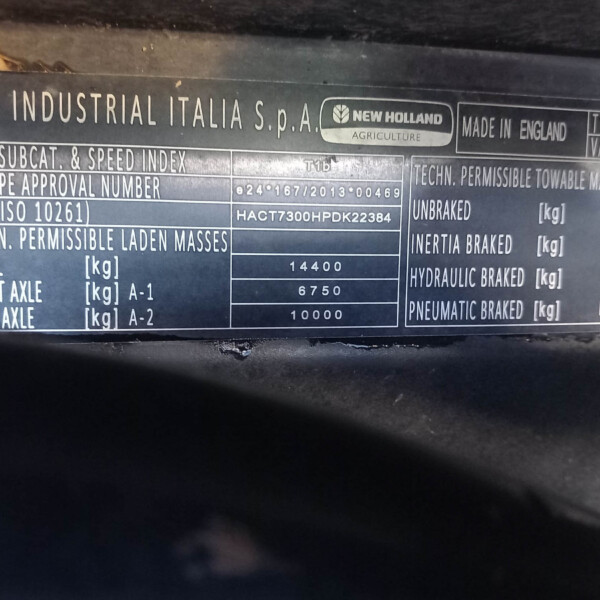 INDUSTRIAL ITALIA S.p.A.
NEW HOLLAND
AGRICULTURE
MADE IN ENGLAND
SUBCAT. & SPEED INDEX T1b
PE APPROVAL NUMBER e24*167/2013*00469
(ISO 10261) HACT7300HPDK22384
N. PERMISSIBLE LADEN MASSES
[kg] 14400
T AXLE [kg] A-1 6750
AXLE [kg] A-2 10000
TECHN. PERMISSIBLE TOWABLE M
UNBRAKED [kg]
INERTIA BRAKED [kg]
HYDRAULIC BRAKED [kg]
PNEUMATIC BRAKED [kg]